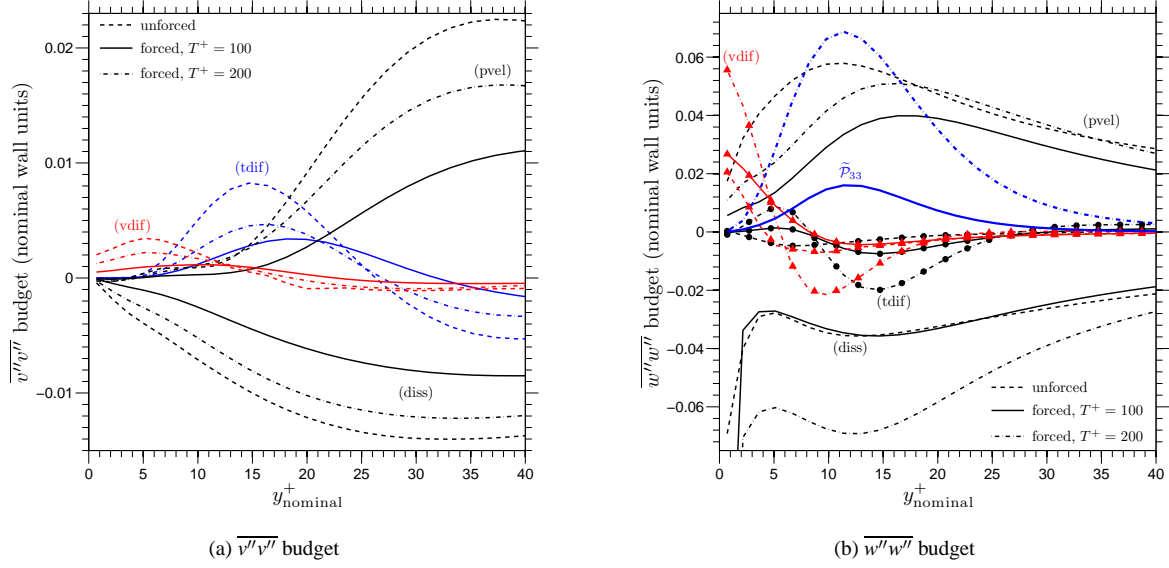 unforced
forced, T⁺ = 100
forced, T⁺ = 200
(pvel)
(tdif)
(vdif)
(diss)
0.02
0.01
0
−0.01
v″v″ budget (nominal wall units)
0 5 10 15 20 25 30 35 40
y⁺nominal
(a) v″v″ budget
(vdif)
(pvel)
P̃₃₃
(tdif)
(diss)
unforced
forced, T⁺ = 100
forced, T⁺ = 200
0.06
0.04
0.02
0
−0.02
−0.04
−0.06
w″w″ budget (nominal wall units)
0 5 10 15 20 25 30 35 40
y⁺nominal
(b) w″w″ budget